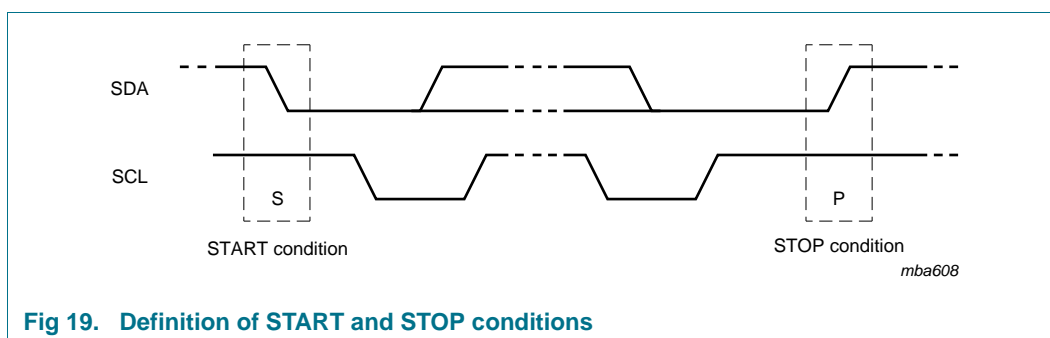 SDA
SCL
S
P
START condition
STOP condition
mba608
Fig 19. Definition of START and STOP conditions